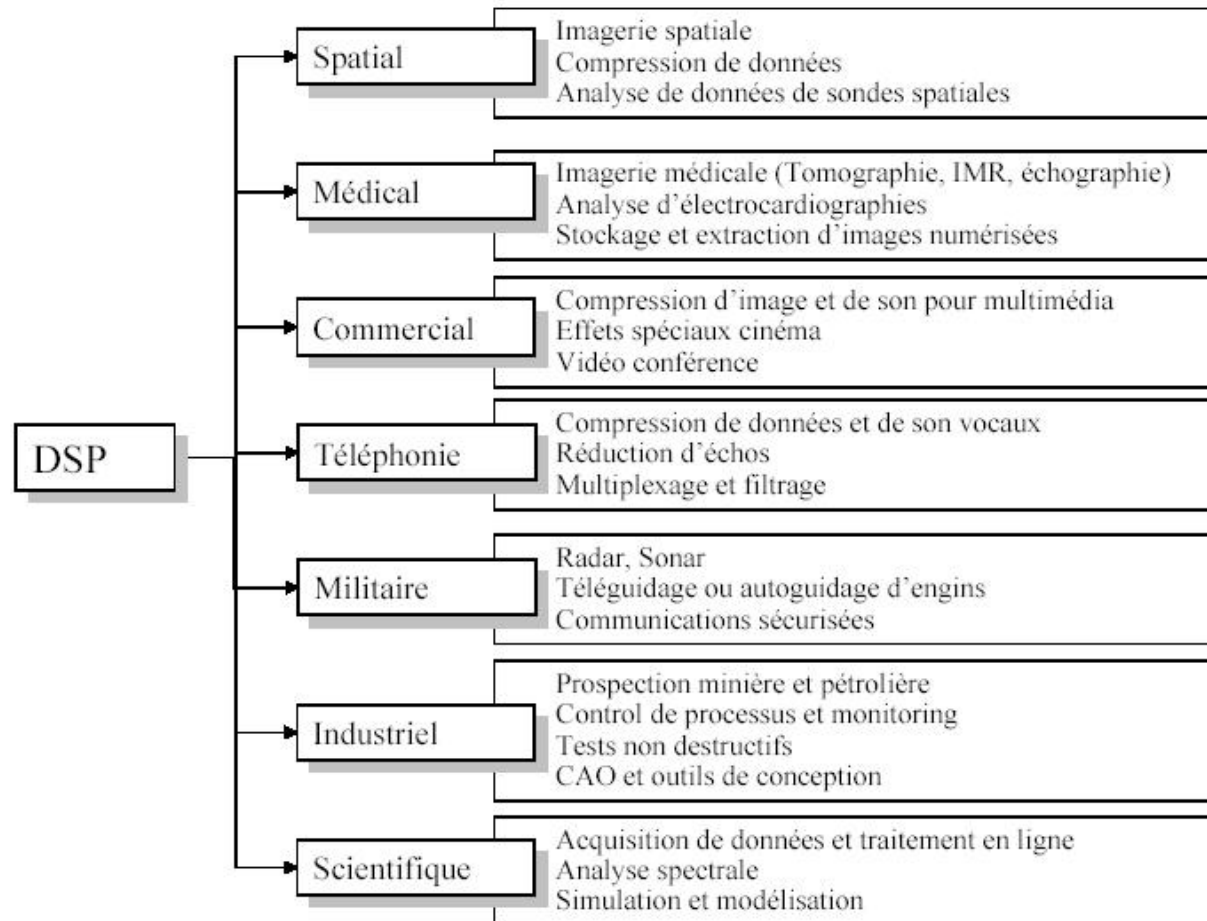 DSP
Spatial
Imagerie spatiale
Compression de données
Analyse de données de sondes spatiales
Médical
Imagerie médicale (Tomographie, IMR, échographie)
Analyse d'électrocardiographies
Stockage et extraction d'images numérisées
Commercial
Compression d'image et de son pour multimédia
Effets spéciaux cinéma
Vidéo conférence
Téléphonie
Compression de données et de son vocaux
Réduction d'échos
Multiplexage et filtrage
Militaire
Radar, Sonar
Téléguidage ou autoguidage d'engins
Communications sécurisées
Industriel
Prospection minière et pétrolière
Control de processus et monitoring
Tests non destructifs
CAO et outils de conception
Scientifique
Acquisition de données et traitement en ligne
Analyse spectrale
Simulation et modélisation